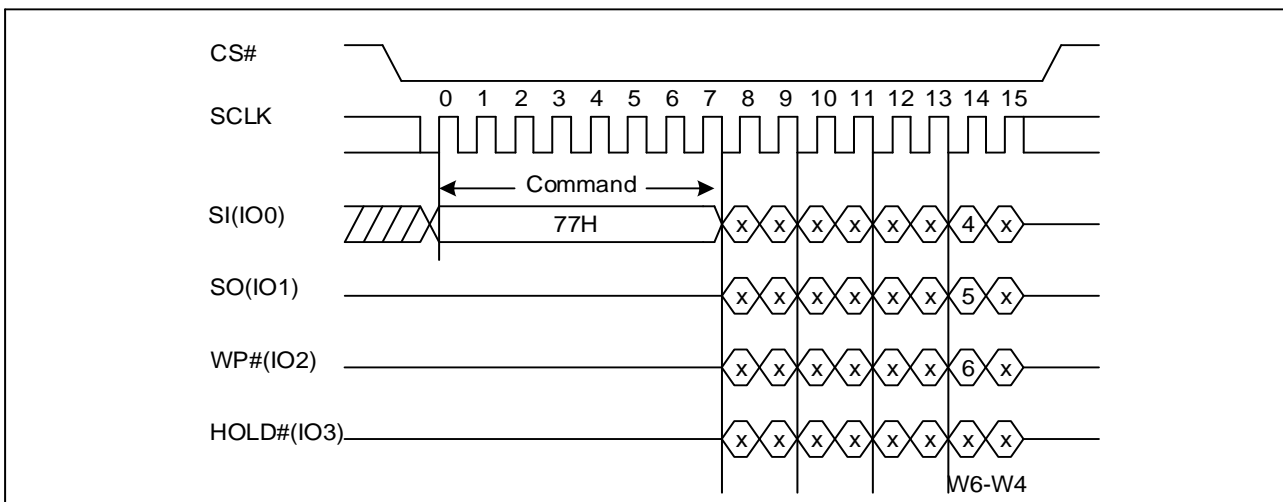 CS#
0 1 2 3 4 5 6 7 8 9 10 11 12 13 14 15
SCLK
Command
SI(IO0) 77H x x x x x x 4 x
SO(IO1) x x x x x x 5 x
WP#(IO2) x x x x x x 6 x
HOLD#(IO3) x x x x x x x x
W6-W4